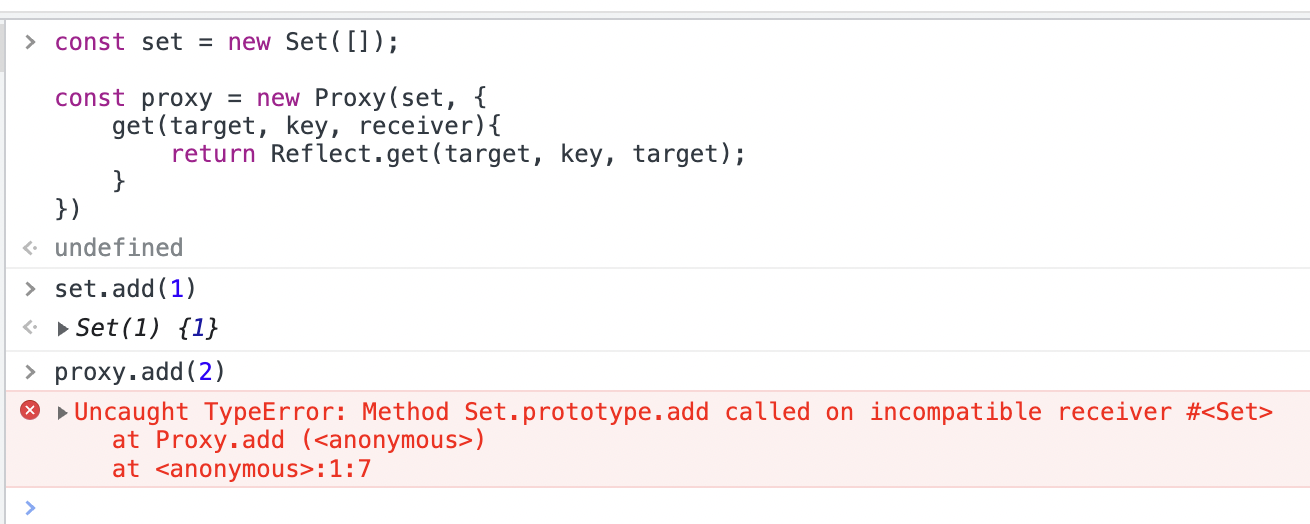 > const set = new Set([]);
const proxy = new Proxy(set, {
    get(target, key, receiver){
        return Reflect.get(target, key, target);
    }
})
undefined
> set.add(1)
Set(1) {1}
> proxy.add(2)
Uncaught TypeError: Method Set.prototype.add called on incompatible receiver #<Set>
    at Proxy.add (<anonymous>)
    at <anonymous>:1:7
>